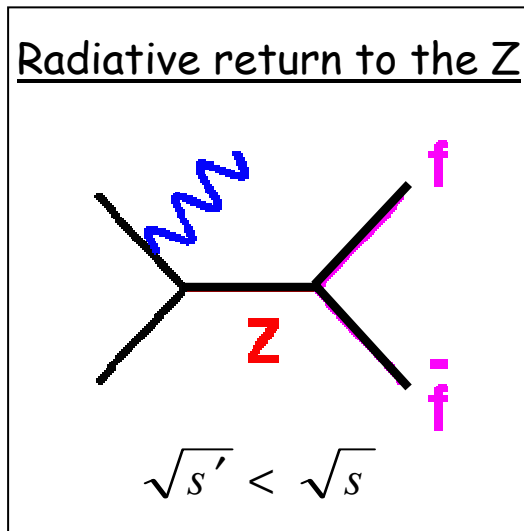 Radiative return to the Z
f
Z
f̄
√s′ < √s